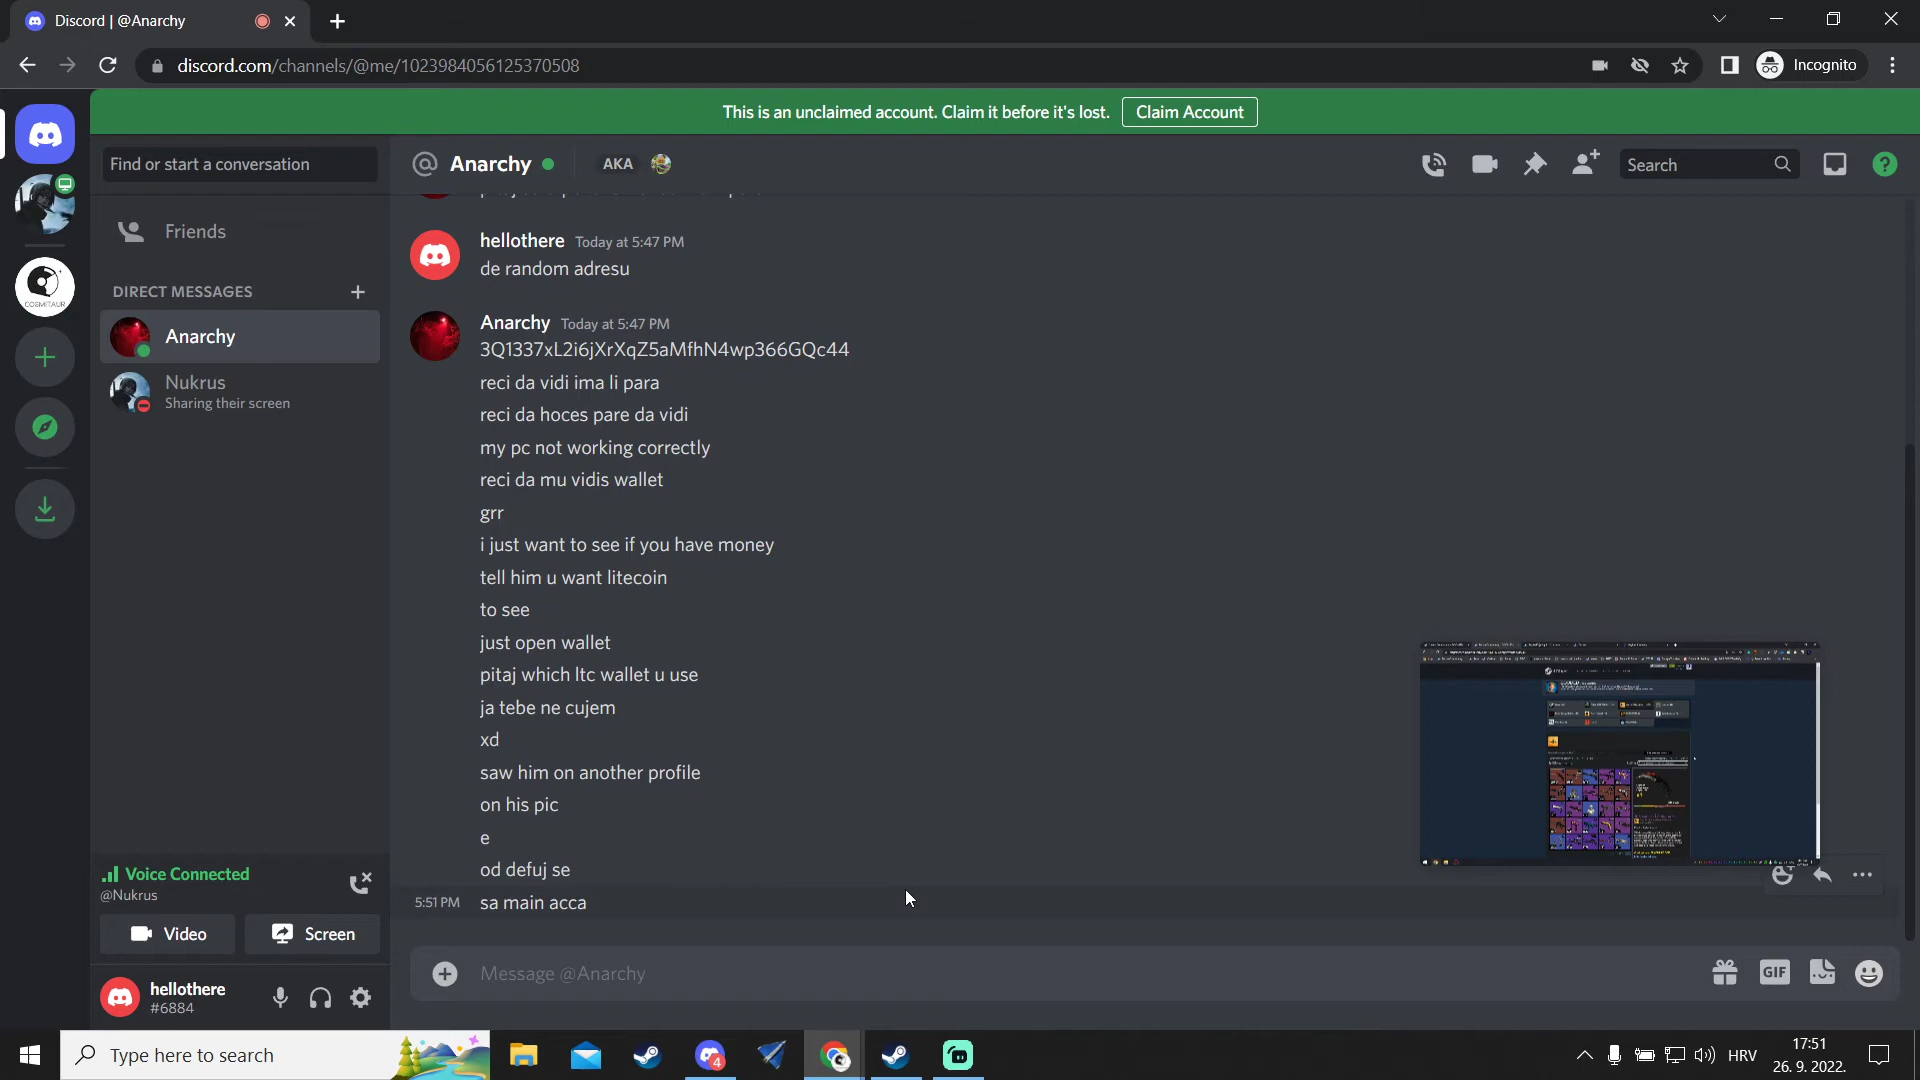 Discord | @Anarchy
discord.com/channels/@me/1023984056125370508
Incognito
This is an unclaimed account. Claim it before it's lost.
Claim Account
Find or start a conversation
Anarchy
AKA
Search
Friends
DIRECT MESSAGES
Anarchy
Nukrus
Sharing their screen
COSMITAUR
hellothere Today at 5:47 PM
de random adresu
Anarchy Today at 5:47 PM
3Q1337xL2i6jXrXqZ5aMfhN4wp366GQc44
reci da vidi ima li para
reci da hoces pare da vidi
my pc not working correctly
reci da mu vidis wallet
grr
i just want to see if you have money
tell him u want litecoin
to see
just open wallet
pitaj which ltc wallet u use
ja tebe ne cujem
xd
saw him on another profile
on his pic
e
od defuj se
5:51 PM sa main acca
Voice Connected
@Nukrus
Video
Screen
hellothere
#6884
Message @Anarchy
GIF
Type here to search
4
HRV
17:51
26. 9. 2022.